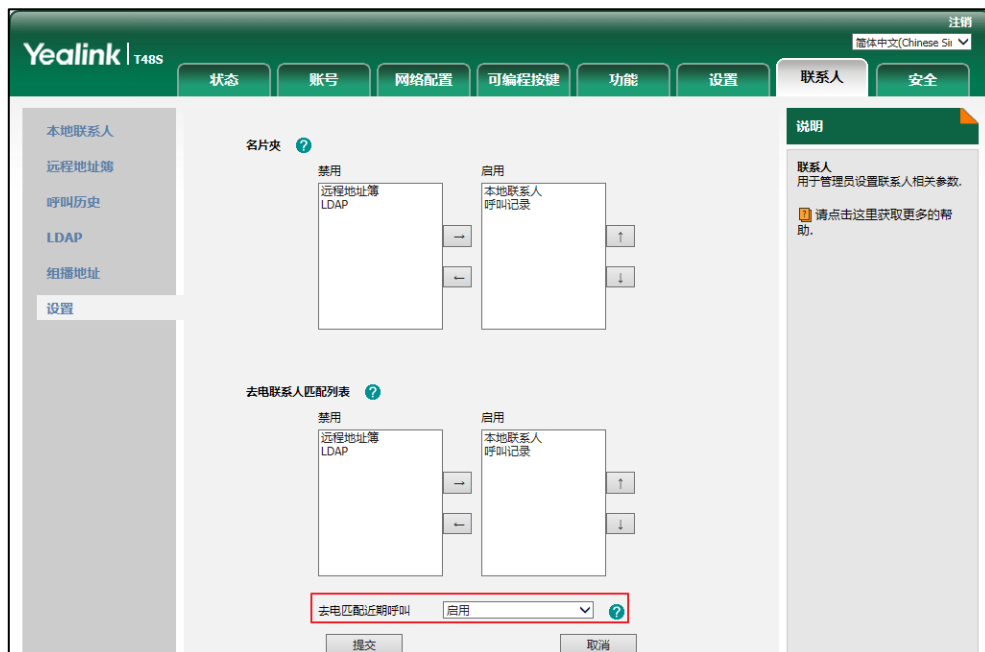 注销
简体中文(Chinese Sir
Yealink | T48S
状态
账号
网络配置
可编程按键
功能
设置
联系人
安全
本地联系人
远程地址簿
呼叫历史
LDAP
组播地址
设置
名片夹 ?
禁用
启用
远程地址簿
LDAP
本地联系人
呼叫记录
→
←
↑
↓
去电联系人匹配列表 ?
禁用
启用
远程地址簿
LDAP
本地联系人
呼叫记录
→
←
↑
↓
去电匹配近期呼叫 启用 ?
提交
取消
说明
联系人
用于管理员设置联系人相关参数.
? 请点击这里获取更多的帮
助.